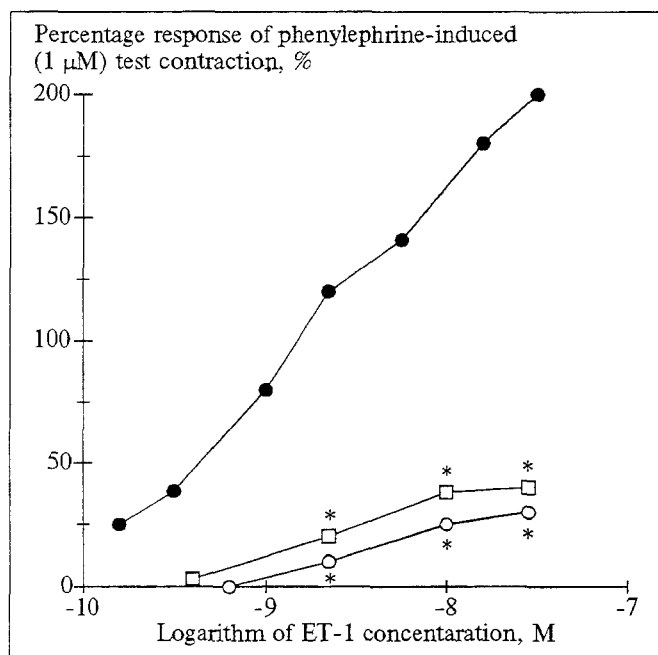 Percentage response of phenylephrine-induced
(1 μM) test contraction, %
200
150
100
50
0
* * *
* * *
-10 -9 -8 -7
Logarithm of ET-1 concentaration, M